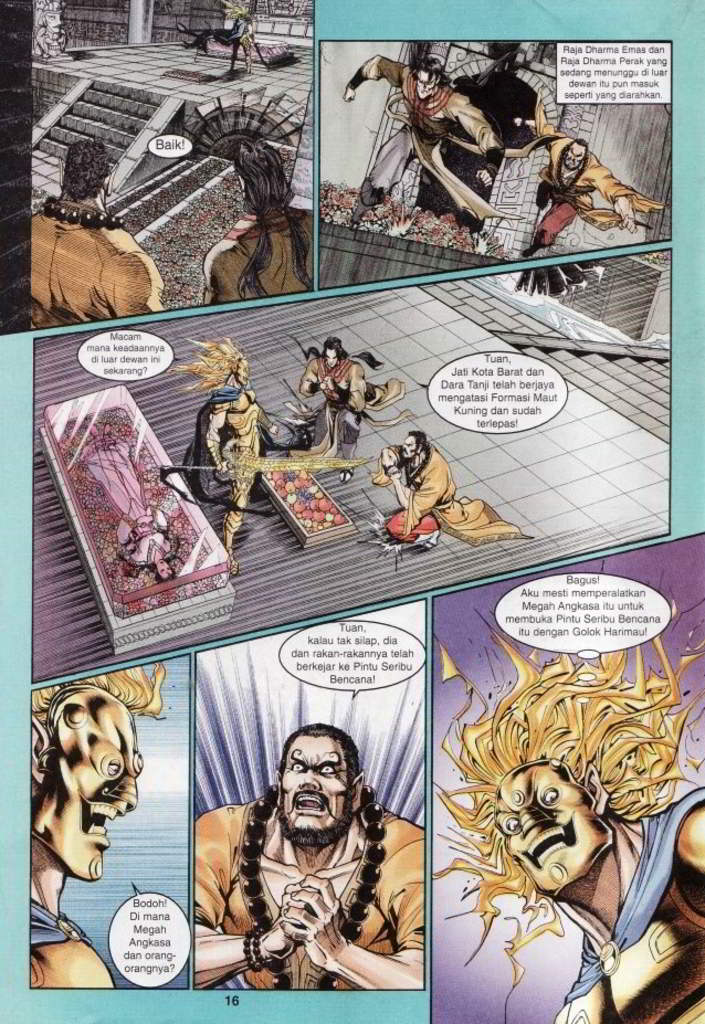 Baik!
Raja Dharma Emas dan
Raja Dharma Perak yang
sedang menunggu di luar
dewan itu pun masuk
seperti yang diarahkan.
Macam
mana keadaannya
di luar dewan ini
sekarang?
Tuan,
Jati Kota Barat dan
Dara Tanji telah berjaya
mengatasi Formasi Maut
Kuning dan sudah
terlepas!
Bodoh!
Di mana
Megah
Angkasa
dan orang-
orangnya?
Tuan,
kalau tak silap, dia
dan rakan-rakannya telah
berkejar ke Pintu Seribu
Bencana!
Bagus!
Aku mesti memperalatkan
Megah Angkasa itu untuk
membuka Pintu Seribu Bencana
itu dengan Golok Harimau!
16